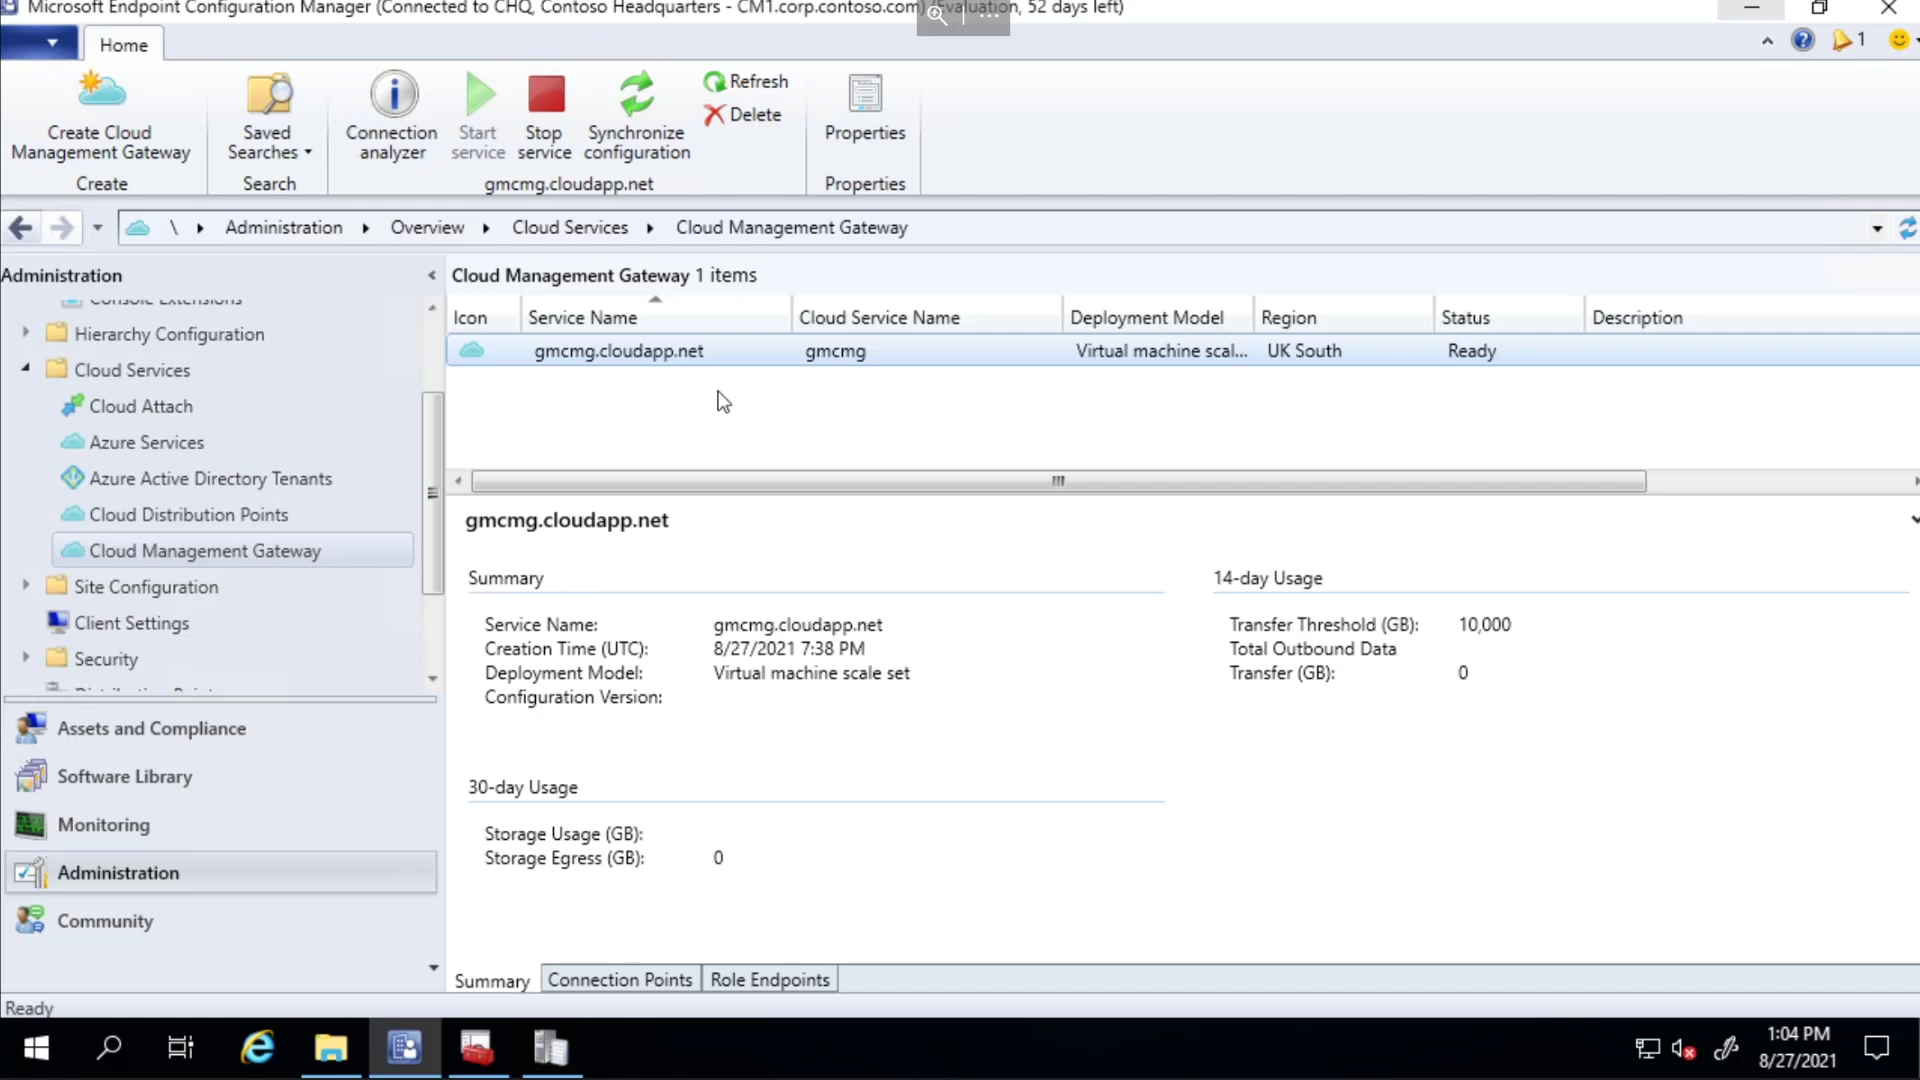 Microsoft Endpoint Configuration Manager (Connected to CHQ, Contoso Headquarters - CM1.corp.contoso.com) (Evaluation, 52 days left)
Home
1
Create Cloud Management Gateway
Saved Searches
Connection analyzer
Start service
Stop service
Synchronize configuration
Refresh
Delete
Properties
Create
Search
gmcmg.cloudapp.net
Properties
\ Administration Overview Cloud Services Cloud Management Gateway
Administration
Console Extensions
Hierarchy Configuration
Cloud Services
Cloud Attach
Azure Services
Azure Active Directory Tenants
Cloud Distribution Points
Cloud Management Gateway
Site Configuration
Client Settings
Security
Assets and Compliance
Software Library
Monitoring
Administration
Community
Cloud Management Gateway 1 items
Icon Service Name Cloud Service Name Deployment Model Region Status Description
gmcmg.cloudapp.net gmcmg Virtual machine scal... UK South Ready
gmcmg.cloudapp.net
Summary
Service Name: gmcmg.cloudapp.net
Creation Time (UTC): 8/27/2021 7:38 PM
Deployment Model: Virtual machine scale set
Configuration Version:
14-day Usage
Transfer Threshold (GB): 10,000
Total Outbound Data
Transfer (GB): 0
30-day Usage
Storage Usage (GB):
Storage Egress (GB): 0
Summary Connection Points Role Endpoints
Ready
1:04 PM
8/27/2021